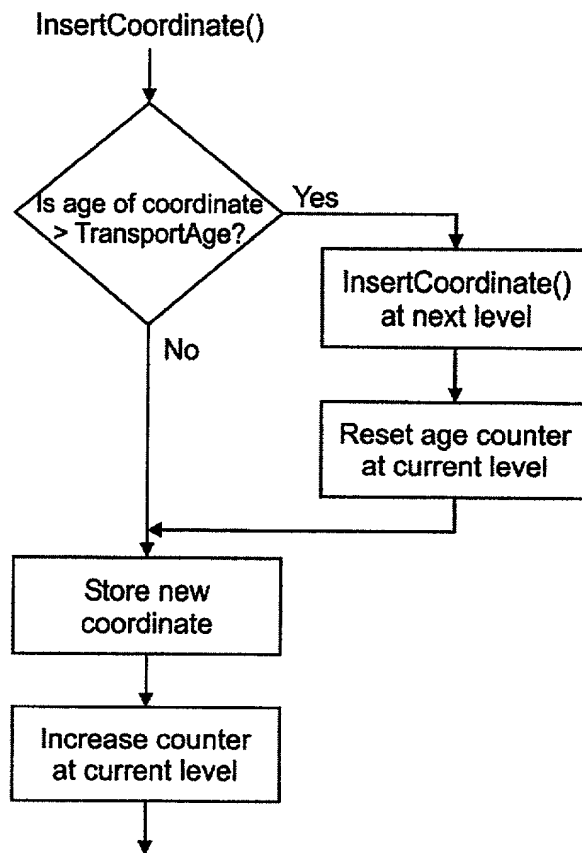 InsertCoordinate()
Is age of coordinate
> TransportAge?
Yes
InsertCoordinate()
at next level
No
Reset age counter
at current level
Store new
coordinate
Increase counter
at current level